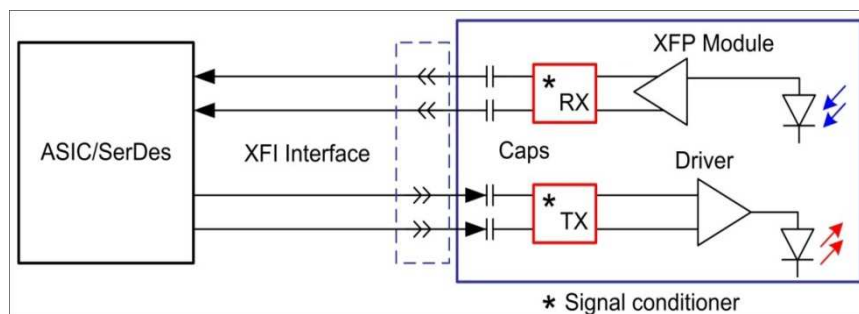 XFP Module
* RX
ASIC/SerDes
XFI Interface
Caps
Driver
* TX
* Signal conditioner